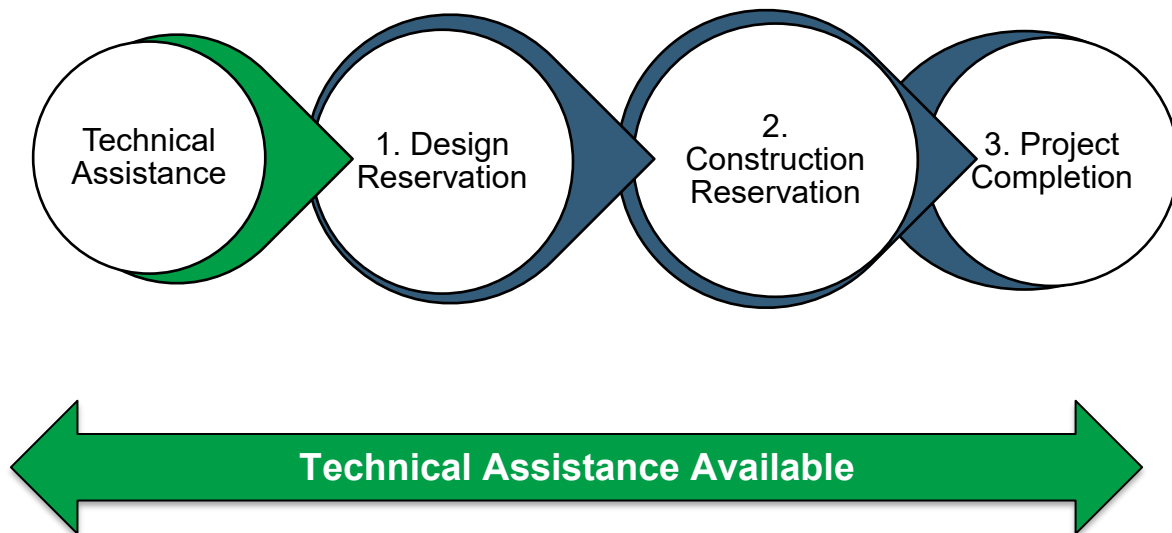 Technical
Assistance
1. Design
Reservation
2.
Construction
Reservation
3. Project
Completion
Technical Assistance Available